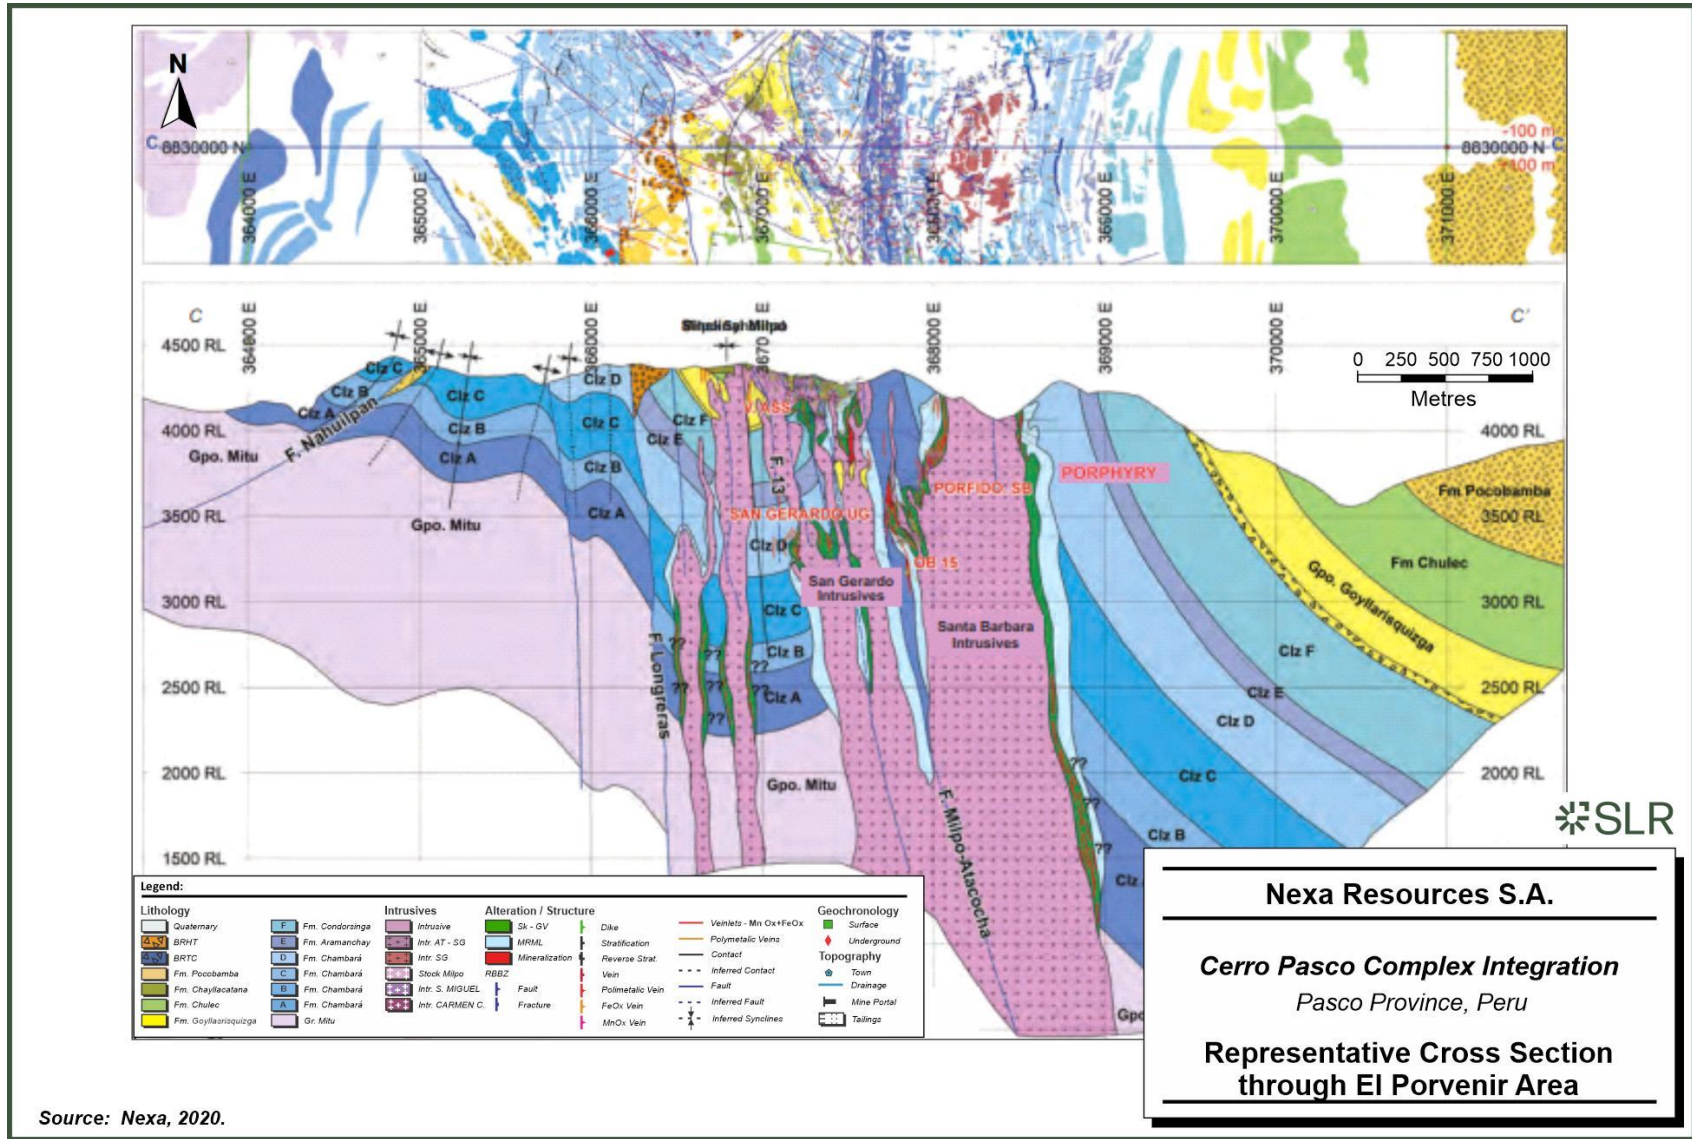 N
C
8830000 N
-100 m
8830000 N
C
+100 m
364000 E
365000 E
366000 E
367000 E
368000 E
370000 E
371000 E
C
C'
364000 E
365000 E
366000 E
3670
E
368000 E
369000 E
370000 E
4500 RL
4000 RL
3500 RL
3000 RL
2500 RL
2000 RL
1500 RL
0 250 500 750 1000
Metres
4000 RL
3500 RL
3000 RL
2500 RL
2000 RL
Clz C
Clz B
Clz A
F. Nahuilpan
Gpo. Mitu
Clz C
Clz B
Clz A
Gpo. Mitu
Clz D
Clz C
Clz B
Clz A
Clz F
Clz E
V. ASS
F. 13
SAN GERARDO UG
Clz D
San Gerardo
Intrusives
Clz C
Clz B
Clz A
Gpo. Mitu
??
??
??
??
??
??
??
F. Longreras
F. Milpo-Atacocha
PORFIDO. SB
OB 15
Santa Barbara
Intrusives
PORPHYRY
Fm Pocobamba
Fm Chulec
Gpo. Goyllarisquizga
Clz F
Clz E
Clz D
Clz C
Clz B
Clz
??
??
??
Gpo
SLR
Legend:
Lithology
Quaternary
BRHT
BRTC
Fm. Pocobamba
Fm. Chayllacatana
Fm. Chulec
Fm. Goyllasrisquizga
F Fm. Condorsinga
E Fm. Aramanchay
D Fm. Chambará
C Fm. Chambará
B Fm. Chambará
A Fm. Chambará
Gr. Mitu
Intrusives
Intrusive
Intr. AT - SG
Intr. SG
Stock Milpo
Intr. S. MIGUEL
Intr. CARMEN C.
Alteration / Structure
Sk - GV
MRML
Mineralization
RBBZ
Fault
Fracture
Dike
Stratification
Reverse Strat.
Vein
Polimetalic Vein
FeOx Vein
MnOx Vein
Veinlets - Mn Ox+FeOx
Polymetalic Veins
Contact
Inferred Contact
Fault
Inferred Fault
Inferred Synclines
Geochronology
Surface
Underground
Topography
Town
Drainage
Mine Portal
Tailings
Nexa Resources S.A.
Cerro Pasco Complex Integration
Pasco Province, Peru
Representative Cross Section
through El Porvenir Area
Source: Nexa, 2020.